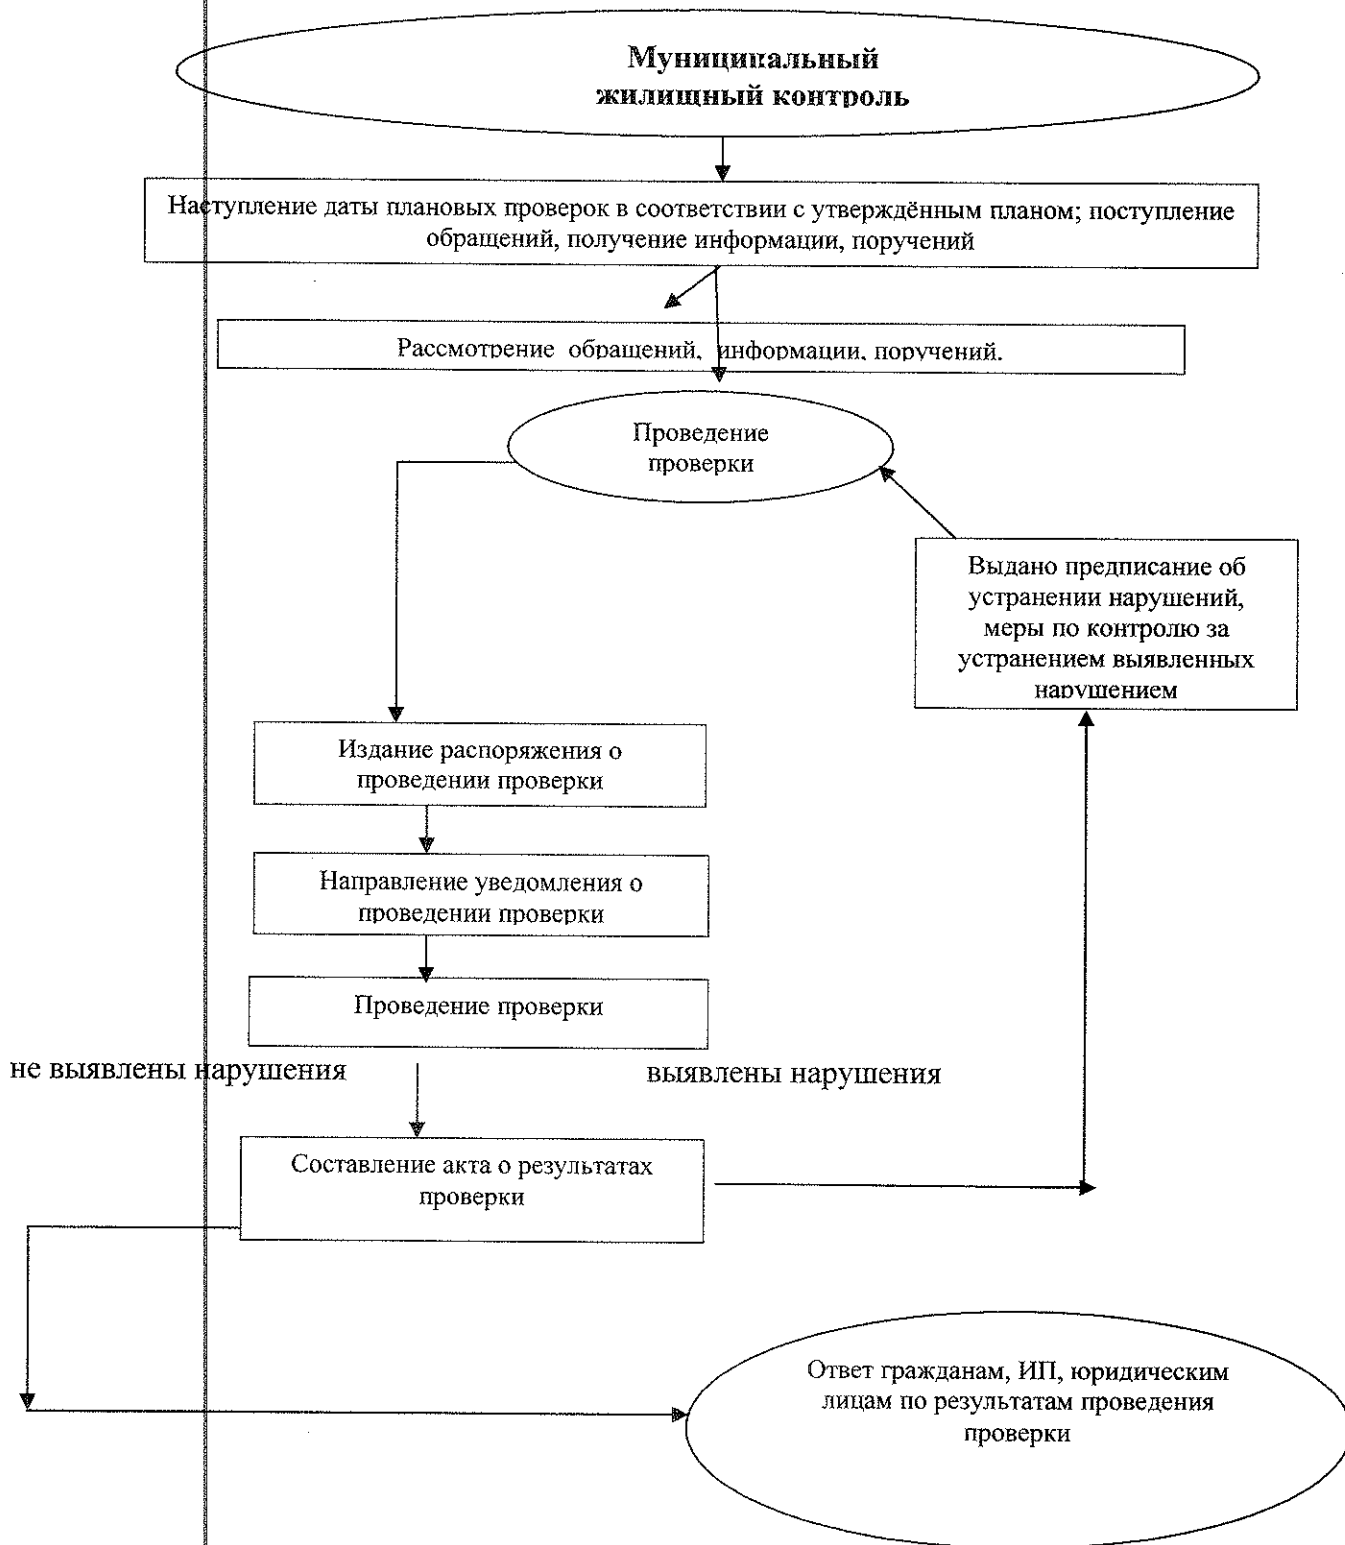 Муниципальный
жилищный контроль
Наступление даты плановых проверок в соответствии с утверждённым планом; поступление
обращений, получение информации, поручений
Рассмотрение обращений, информации, поручений.
Проведение
проверки
Выдано предписание об
устранении нарушений,
меры по контролю за
устранением выявленных
нарушением
Издание распоряжения о
проведении проверки
Направление уведомления о
проведении проверки
Проведение проверки
не выявлены нарушения
выявлены нарушения
Составление акта о результатах
проверки
Ответ гражданам, ИП, юридическим
лицам по результатам проведения
проверки